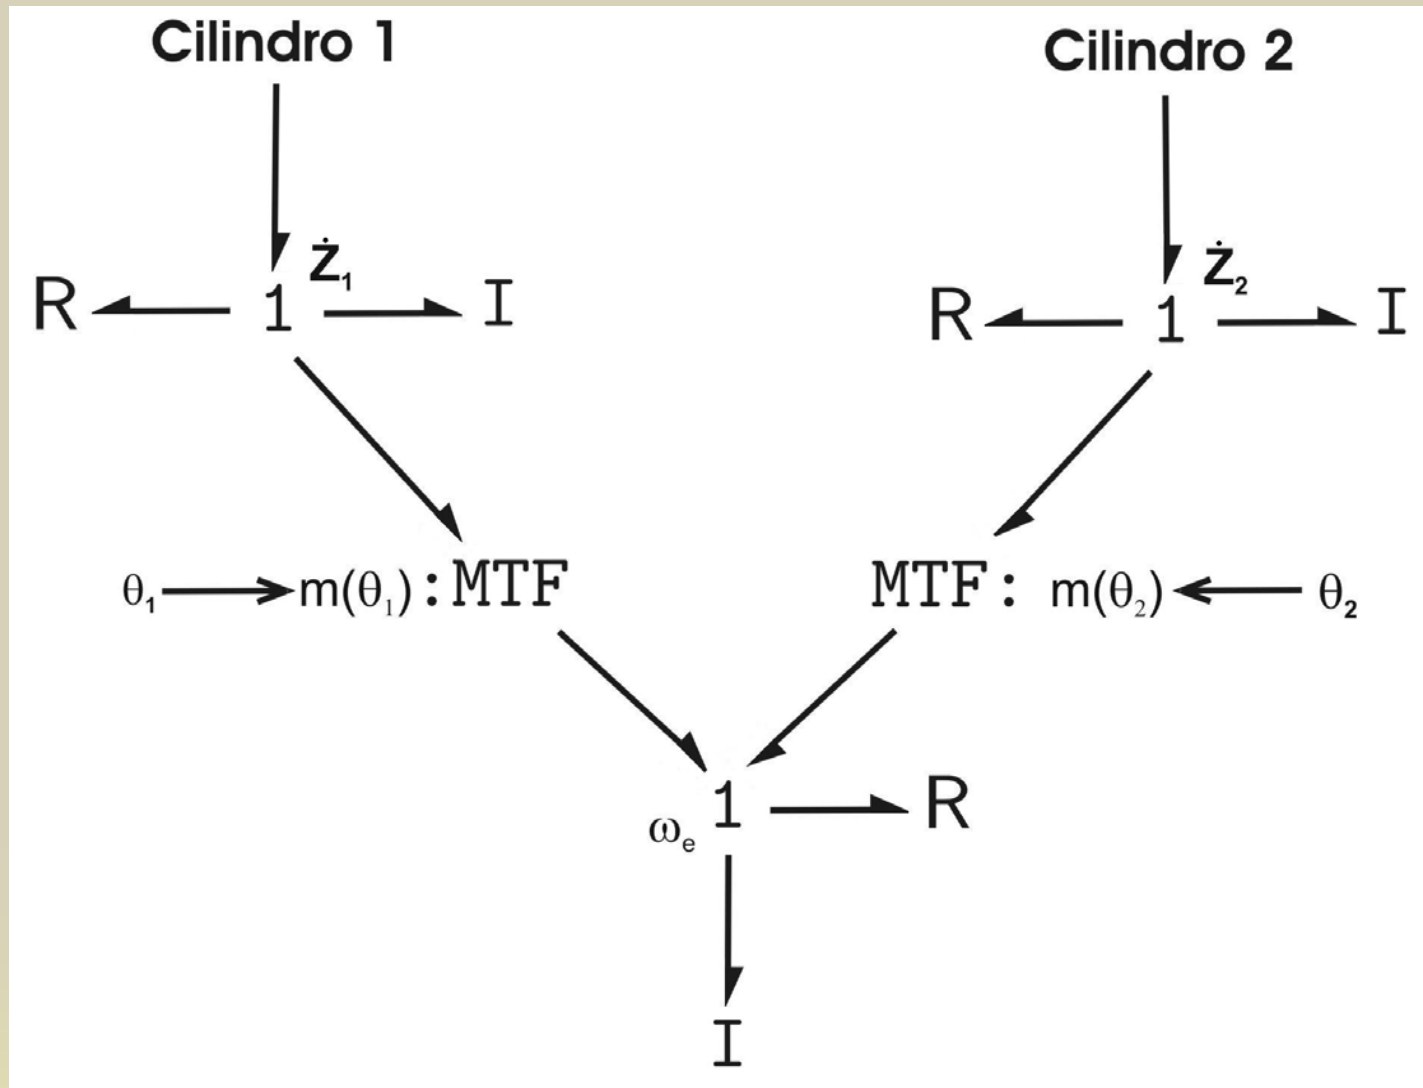 Cilindro 1
Cilindro 2
R 1 Ż₁ I
R 1 Ż₂ I
θ₁ m(θ₁):MTF
MTF: m(θ₂) θ₂
ωₑ 1 R
I